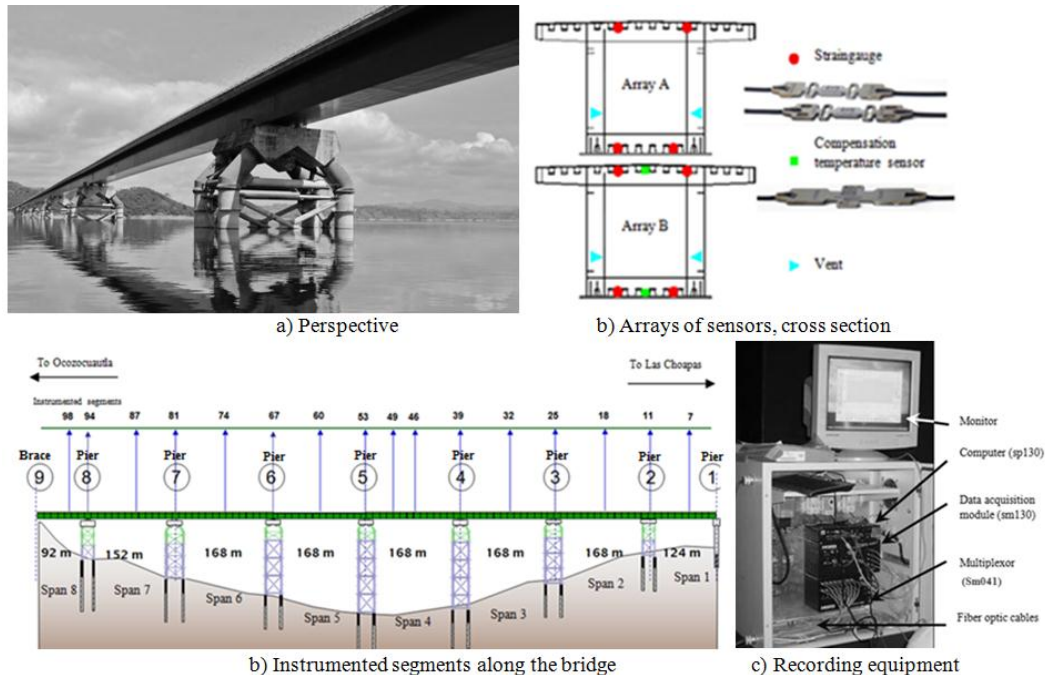 Array A
Straingauge
Compensation
temperature sensor
Array B
Vent
a) Perspective
b) Arrays of sensors, cross section
To Ocozocuautla
To Las Choapas
Instrumented segments
98 94 87 81 74 67 60 53 49 46 39 32 25 18 11 7
Brace Pier Pier Pier Pier Pier Pier Pier Pier
9 8 7 6 5 4 3 2 1
92 m 152 m 168 m 168 m 168 m 168 m 168 m 124 m
Span 8 Span 7 Span 6 Span 5 Span 4 Span 3 Span 2 Span 1
Monitor
Computer (sp130)
Data acquisition
module (sm130)
Multiplexor
(Sm041)
Fiber optic cables
b) Instrumented segments along the bridge
c) Recording equipment